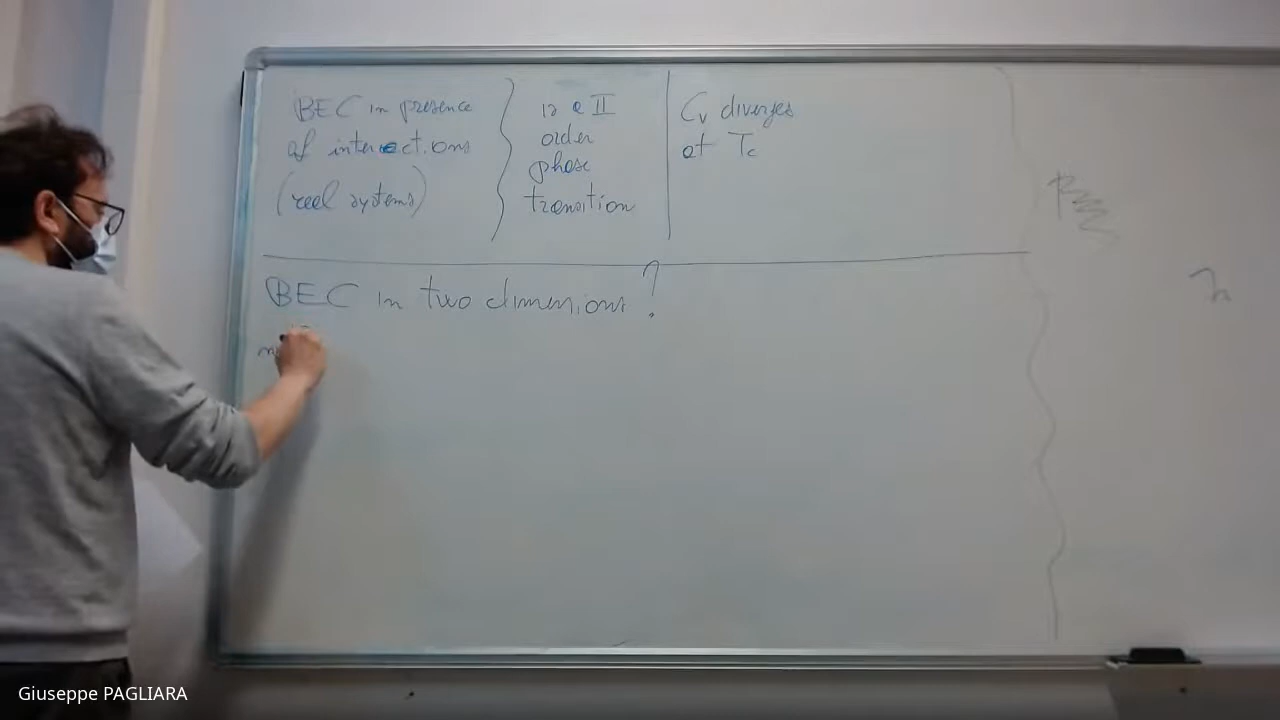 BEC in presence
of interactions
(real systems)
is a II
order
phase
transition
Cv diverges
at Tc
BEC in two dimensions?
Giuseppe PAGLIARA